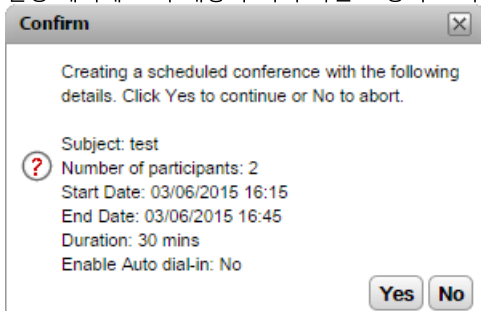 Confirm
Creating a scheduled conference with the following
details. Click Yes to continue or No to abort.
Subject: test
Number of participants: 2
Start Date: 03/06/2015 16:15
End Date: 03/06/2015 16:45
Duration: 30 mins
Enable Auto dial-in: No
Yes No